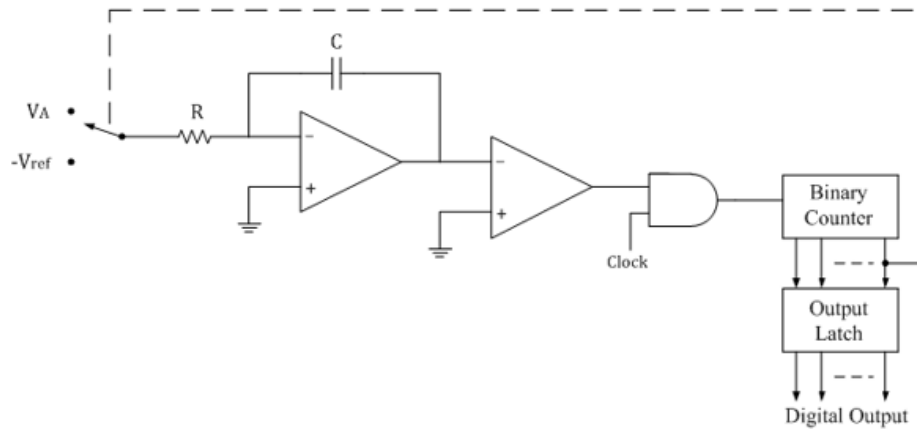 C
R
VA
-Vref
−
+
−
+
Clock
Binary
Counter
Output
Latch
Digital Output